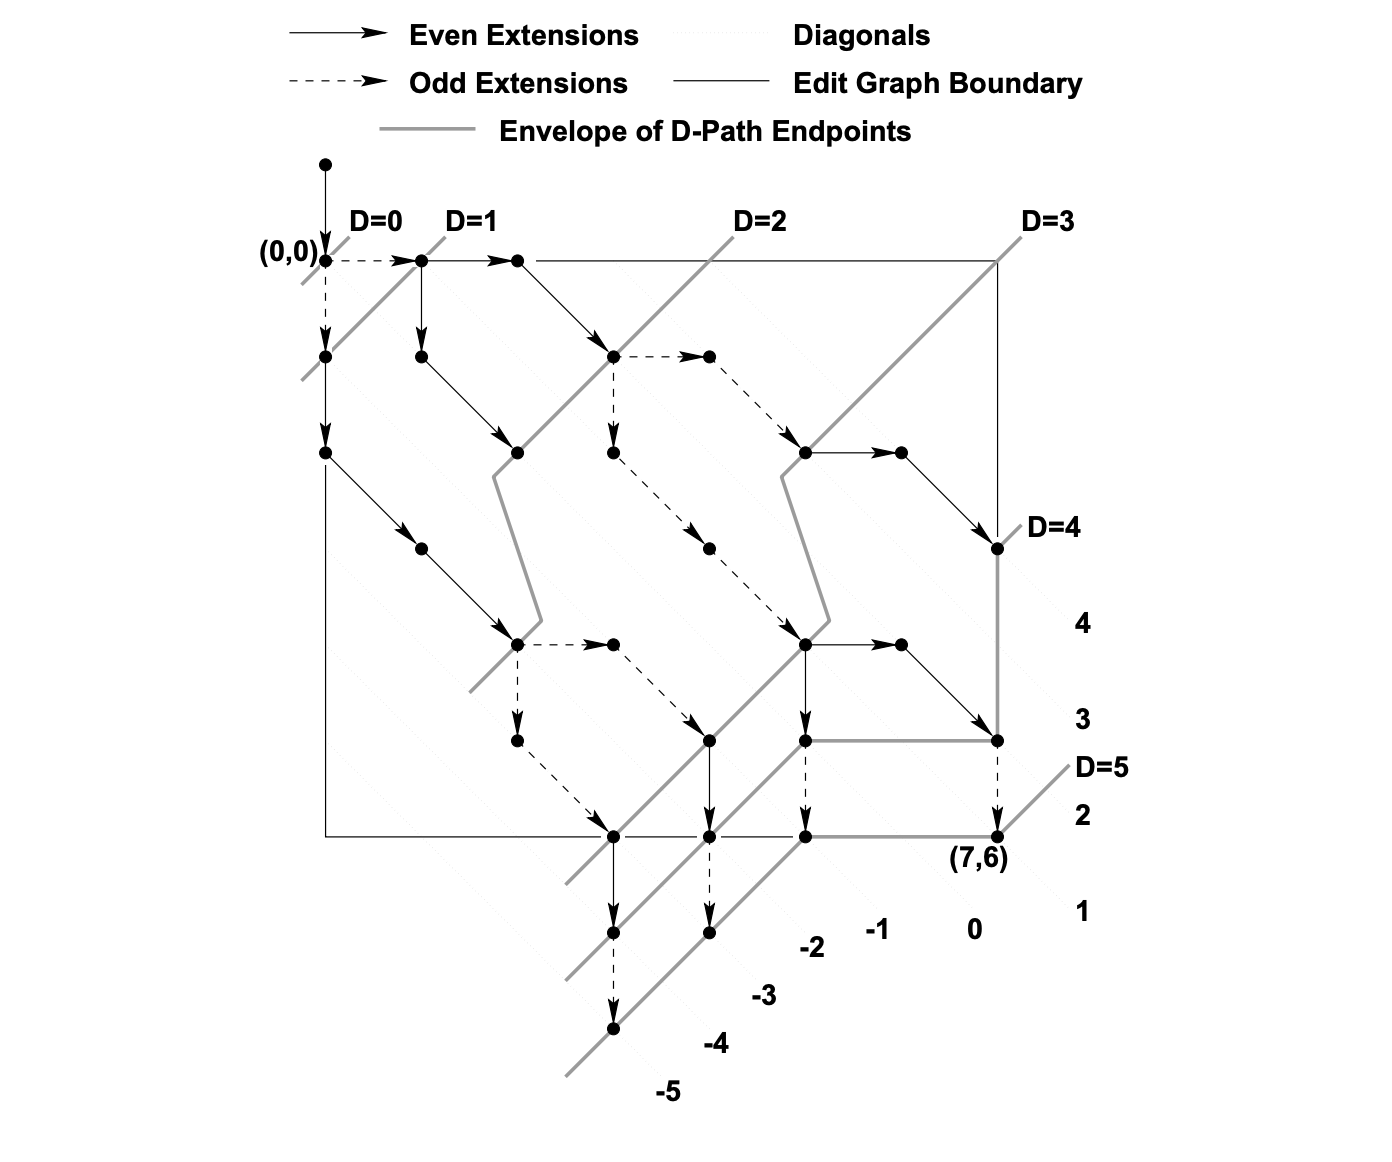 Even Extensions Diagonals
Odd Extensions Edit Graph Boundary
Envelope of D-Path Endpoints
D=0 D=1 D=2 D=3
(0,0)
D=4
4
3
D=5
2
(7,6)
1
-1 0
-2
-3
-4
-5